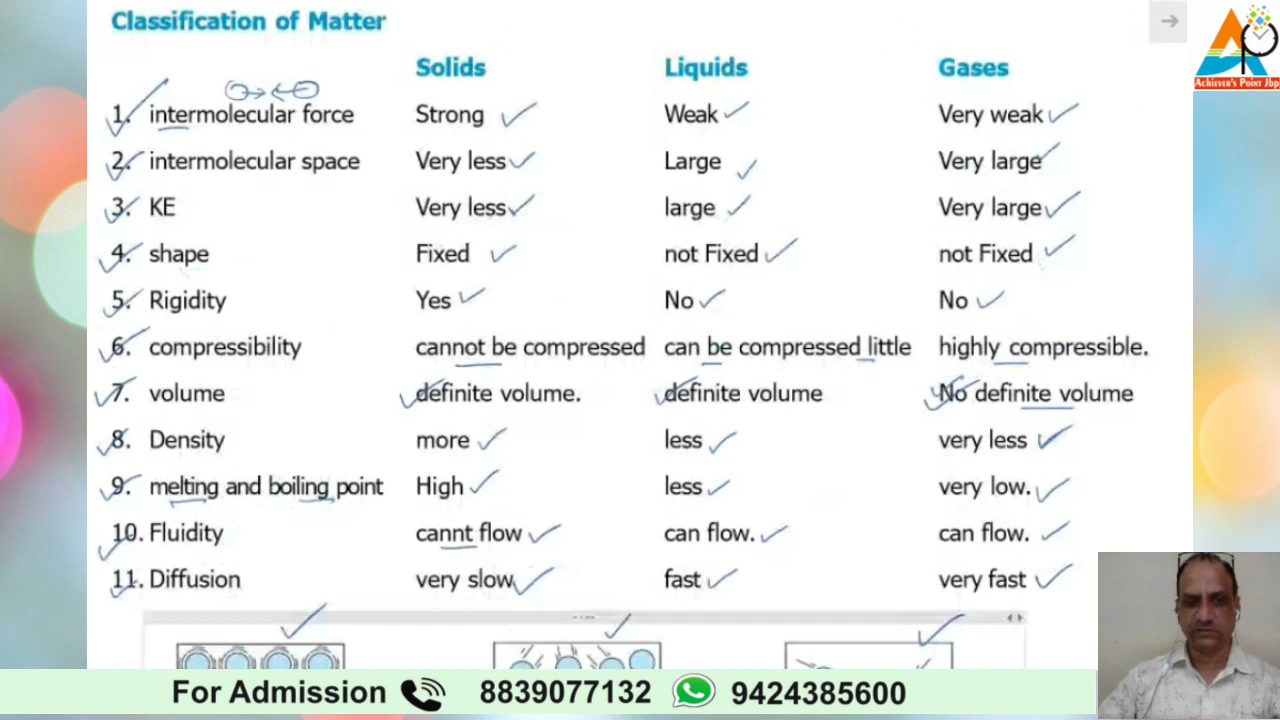 Classification of Matter
Solids Liquids Gases
1. intermolecular force Strong Weak Very weak
2. intermolecular space Very less Large Very large
3. KE Very less large Very large
4. shape Fixed not Fixed not Fixed
5. Rigidity Yes No No
6. compressibility cannot be compressed can be compressed little highly compressible.
7. volume definite volume. definite volume No definite volume
8. Density more less very less
9. melting and boiling point High less very low.
10. Fluidity cannt flow can flow. can flow.
11. Diffusion very slow fast very fast
ACHIEVER'S POINT Jbp
For Admission 8839077132 9424385600